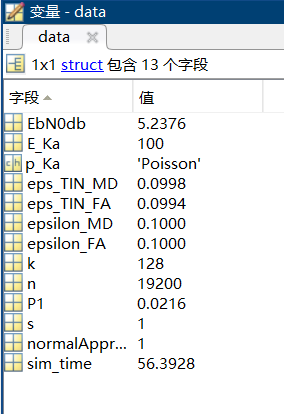 变量 - data
data
1x1 struct 包含 13 个字段
字段 值
EbN0db 5.2376
E_Ka 100
ch p_Ka 'Poisson'
eps_TIN_MD 0.0998
eps_TIN_FA 0.0994
epsilon_MD 0.1000
epsilon_FA 0.1000
k 128
n 19200
P1 0.0216
s 1
normalAppr... 1
sim_time 56.3928